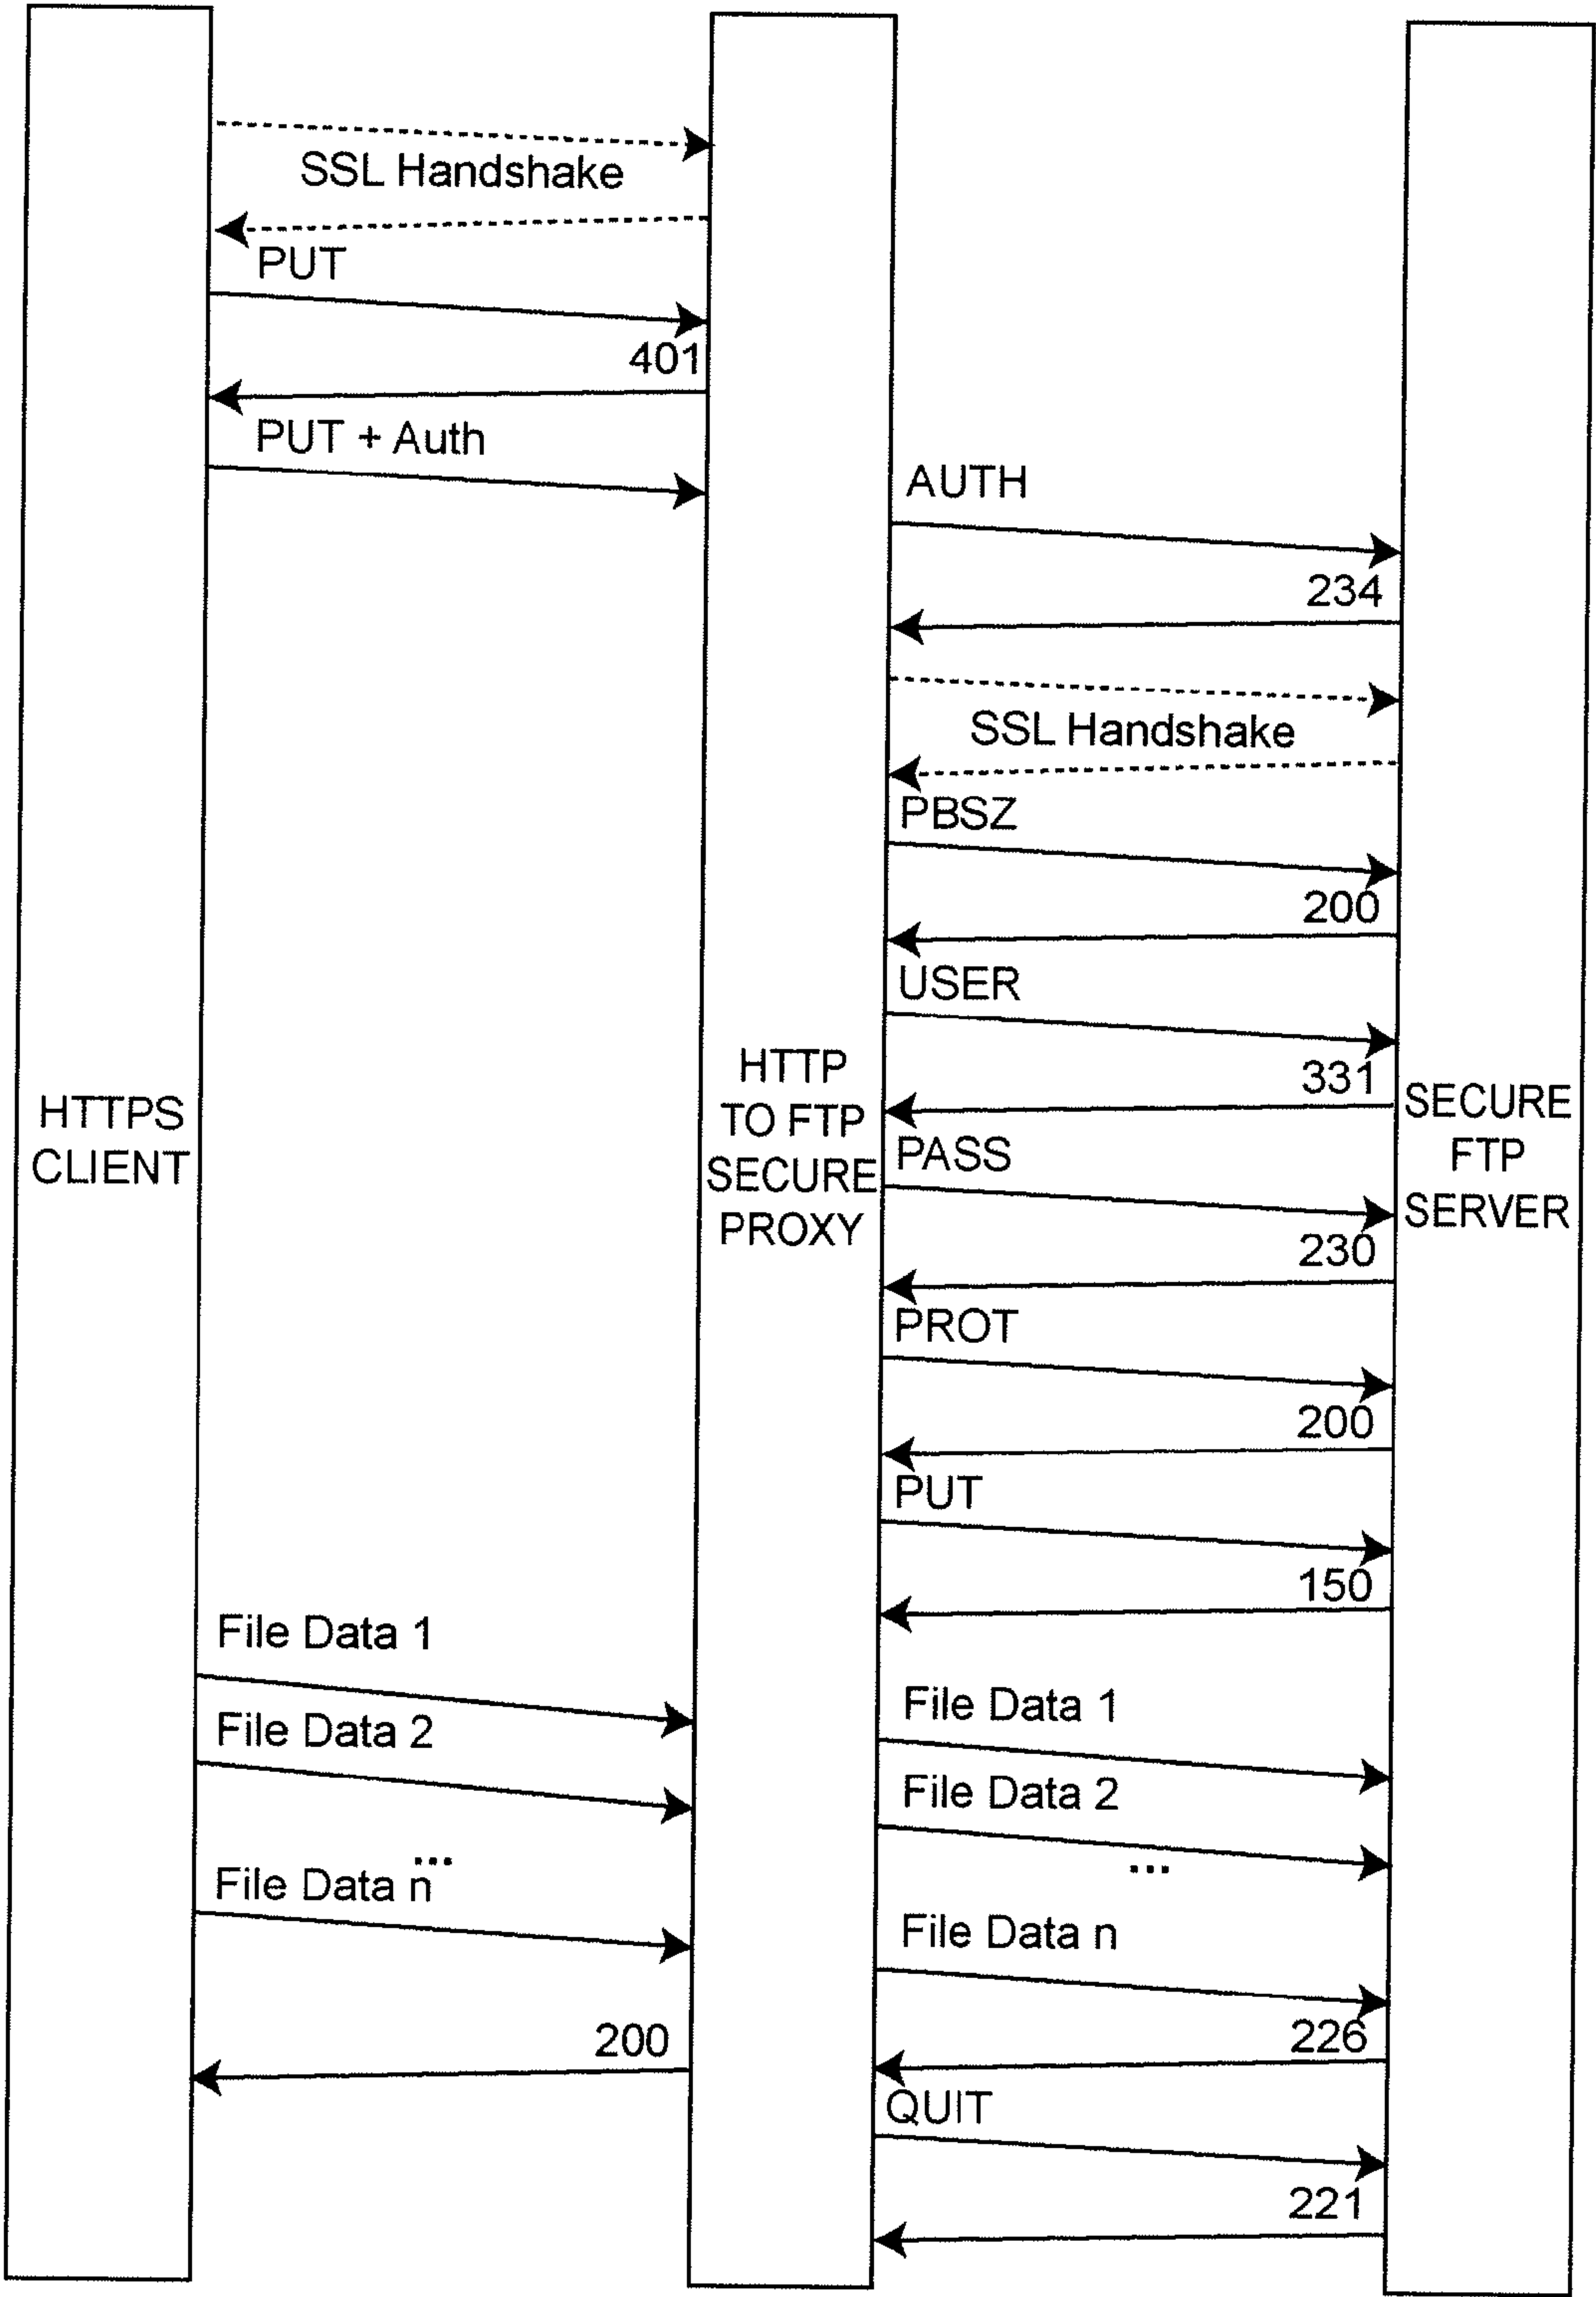 SSL Handshake
PUT
401
PUT + Auth
AUTH
234
SSL Handshake
PBSZ
200
USER
331
PASS
230
PROT
200
PUT
150
HTTPS
CLIENT
HTTP
TO FTP
SECURE
PROXY
SECURE
FTP
SERVER
File Data 1
File Data 2
...
File Data n
200
File Data 1
File Data 2
...
File Data n
226
QUIT
221